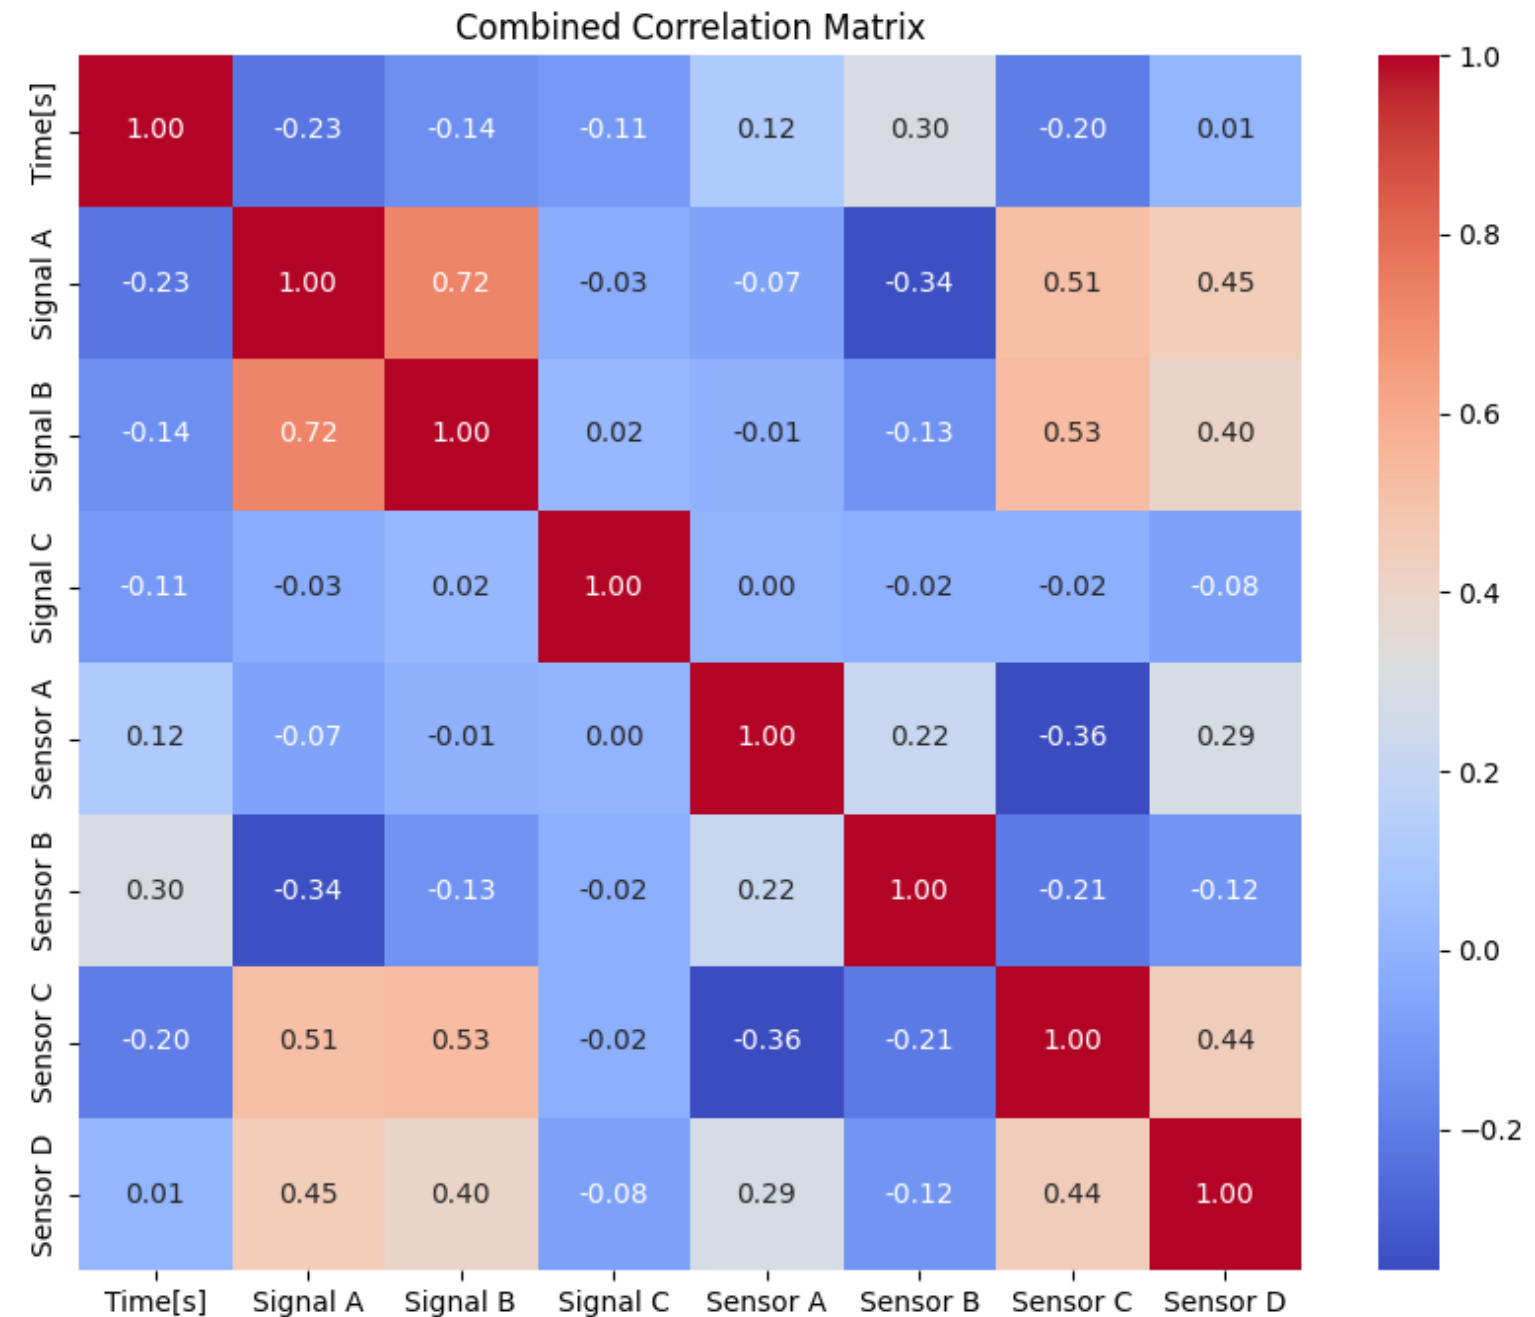 Combined Correlation Matrix
Time[s] 1.00 -0.23 -0.14 -0.11 0.12 0.30 -0.20 0.01
Signal A -0.23 1.00 0.72 -0.03 -0.07 -0.34 0.51 0.45
Signal B -0.14 0.72 1.00 0.02 -0.01 -0.13 0.53 0.40
Signal C -0.11 -0.03 0.02 1.00 0.00 -0.02 -0.02 -0.08
Sensor A 0.12 -0.07 -0.01 0.00 1.00 0.22 -0.36 0.29
Sensor B 0.30 -0.34 -0.13 -0.02 0.22 1.00 -0.21 -0.12
Sensor C -0.20 0.51 0.53 -0.02 -0.36 -0.21 1.00 0.44
Sensor D 0.01 0.45 0.40 -0.08 0.29 -0.12 0.44 1.00
Time[s] Signal A Signal B Signal C Sensor A Sensor B Sensor C Sensor D
1.0
0.8
0.6
0.4
0.2
0.0
−0.2